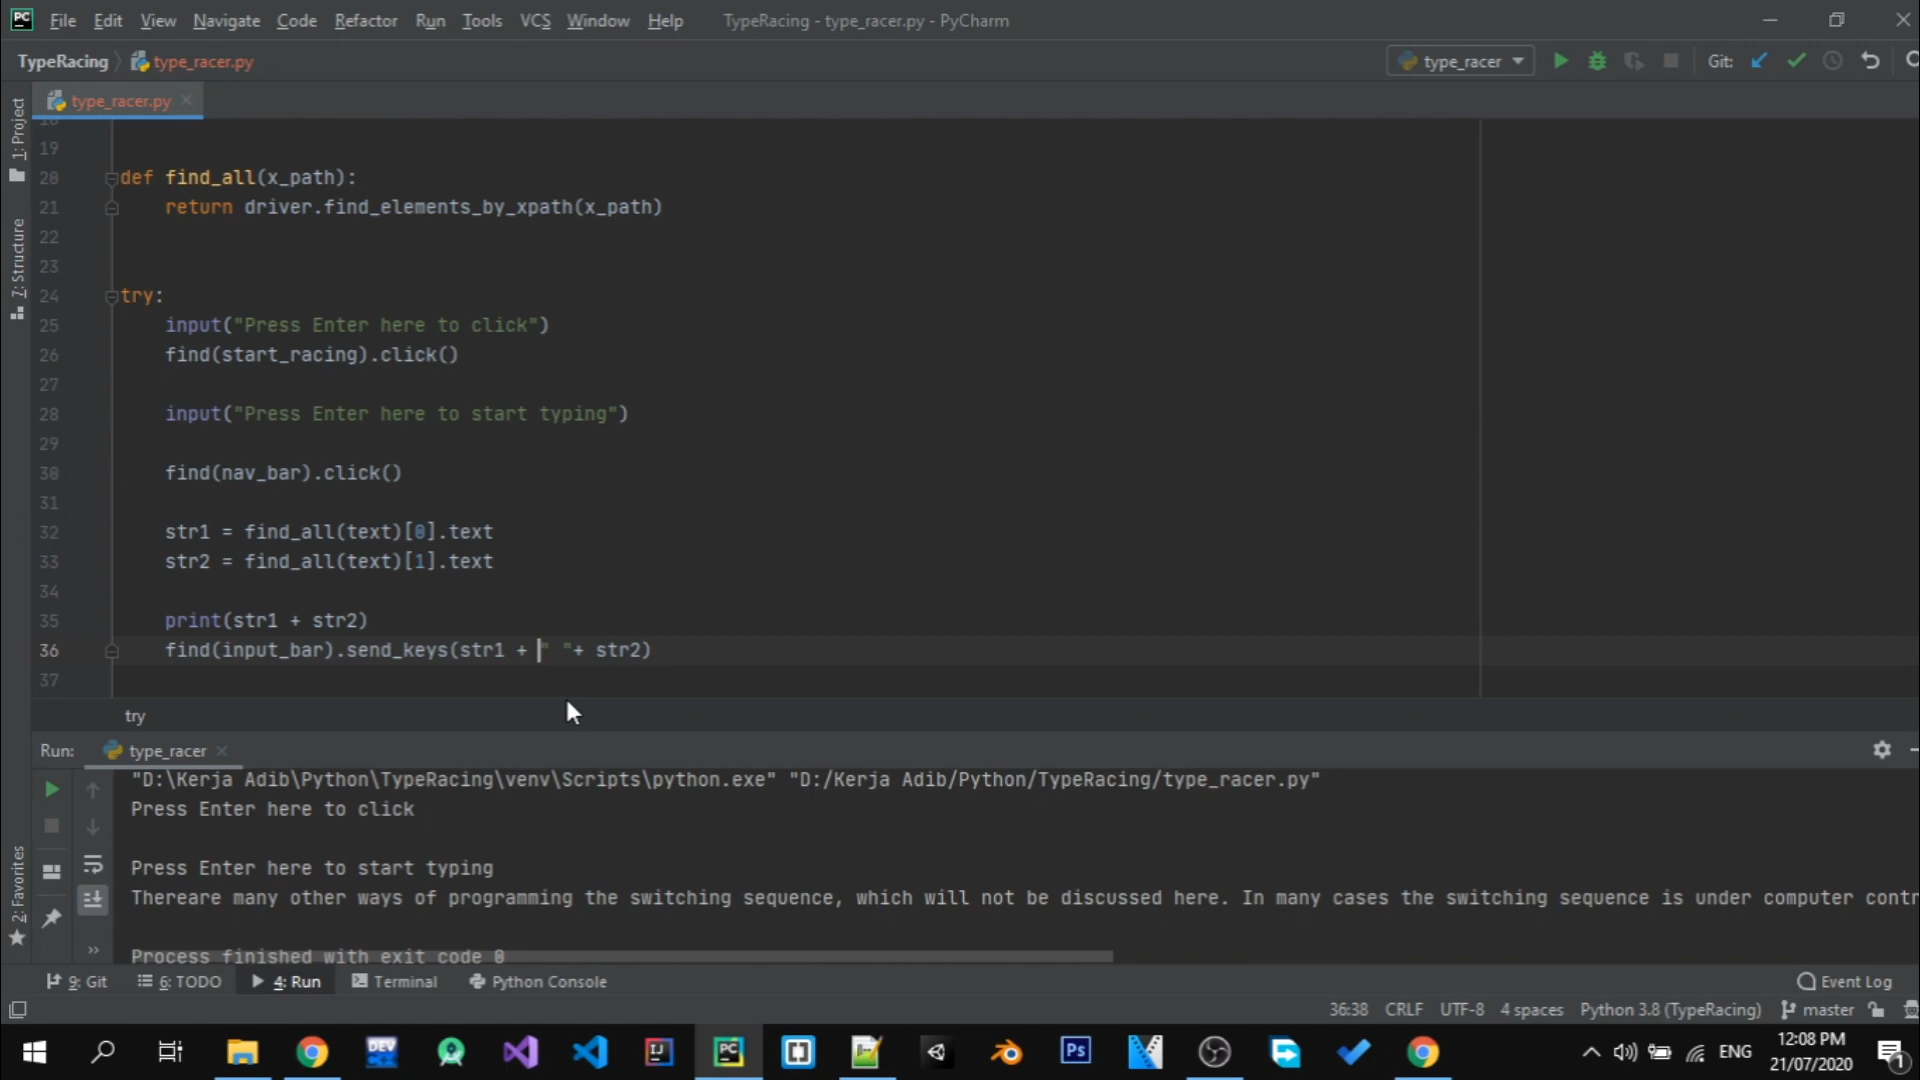 PC File Edit View Navigate Code Refactor Run Tools VCS Window Help TypeRacing - type_racer.py - PyCharm
TypeRacing type_racer.py type_racer Git:
type_racer.py
1: Project
7: Structure
2: Favorites
19
20 def find_all(x_path):
21 return driver.find_elements_by_xpath(x_path)
22
23
24 try:
25 input("Press Enter here to click")
26 find(start_racing).click()
27
28 input("Press Enter here to start typing")
29
30 find(nav_bar).click()
31
32 str1 = find_all(text)[0].text
33 str2 = find_all(text)[1].text
34
35 print(str1 + str2)
36 find(input_bar).send_keys(str1 + " "+ str2)
37
try
Run: type_racer
"D:\Kerja Adib\Python\TypeRacing\venv\Scripts\python.exe" "D:/Kerja Adib/Python/TypeRacing/type_racer.py"
Press Enter here to click
Press Enter here to start typing
Thereare many other ways of programming the switching sequence, which will not be discussed here. In many cases the switching sequence is under computer contr
Process finished with exit code 0
9: Git 6: TODO 4: Run Terminal Python Console Event Log
36:38 CRLF UTF-8 4 spaces Python 3.8 (TypeRacing) master
DEV IJ PC Ps ENG 12:08 PM
21/07/2020 1